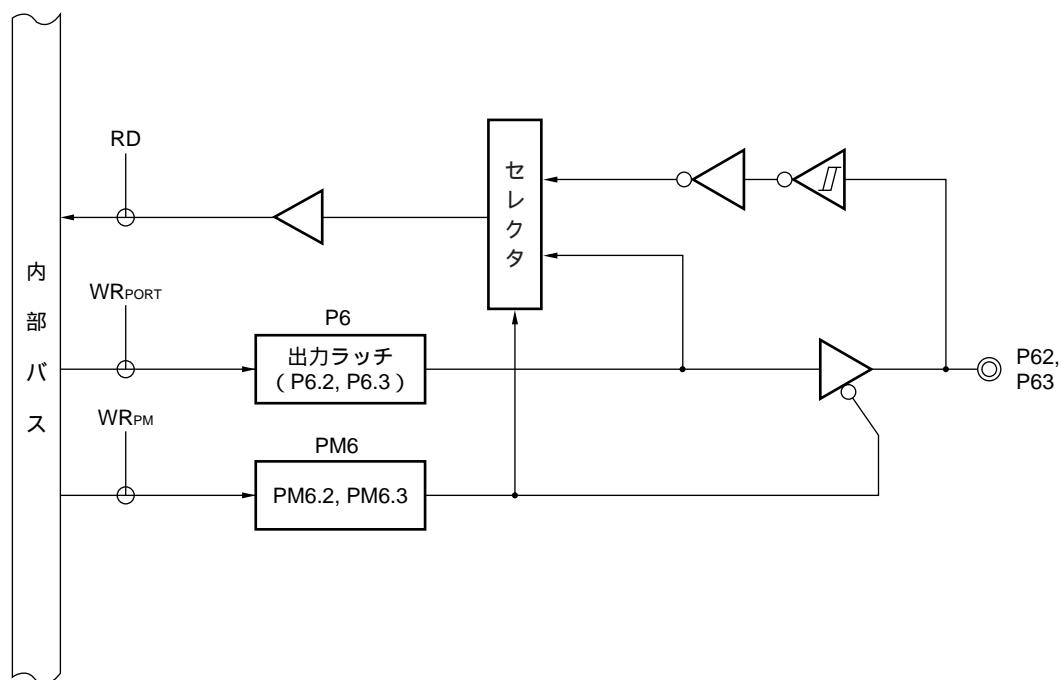 RD
セレクタ
内部バス
WRPORT
P6
出力ラッチ
( P6.2, P6.3 )
P62,
P63
WRPM
PM6
PM6.2, PM6.3